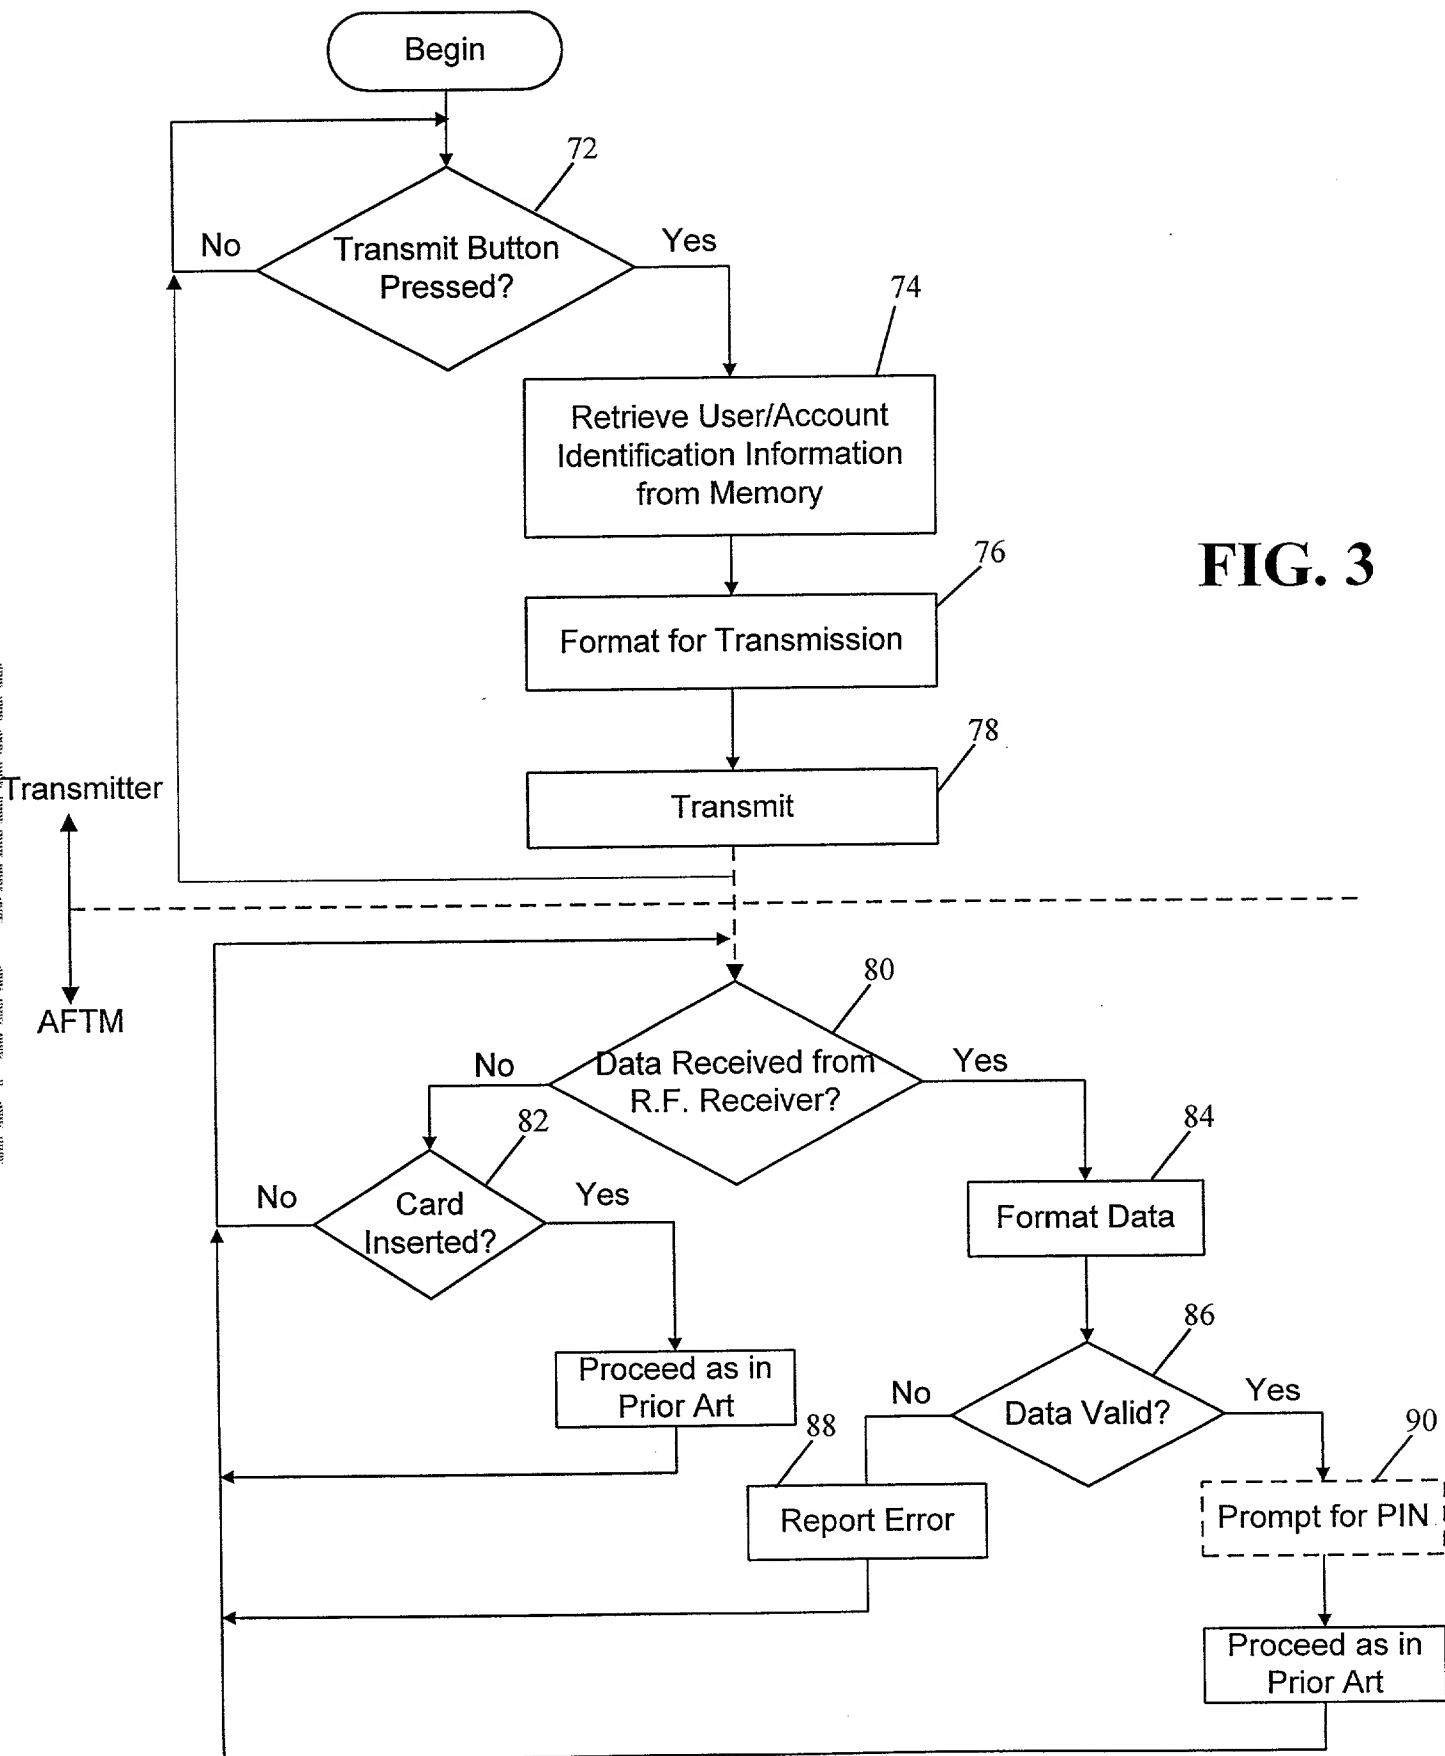 Begin
72
No
Transmit Button
Pressed?
Yes
74
Retrieve User/Account
Identification Information
from Memory
FIG. 3
76
Format for Transmission
78
Transmitter
Transmit
AFTM
80
No
Data Received from
R.F. Receiver?
Yes
82
84
No
Card
Inserted?
Yes
Format Data
86
Proceed as in
Prior Art
No
Data Valid?
Yes
88
90
Report Error
Prompt for PIN
Proceed as in
Prior Art